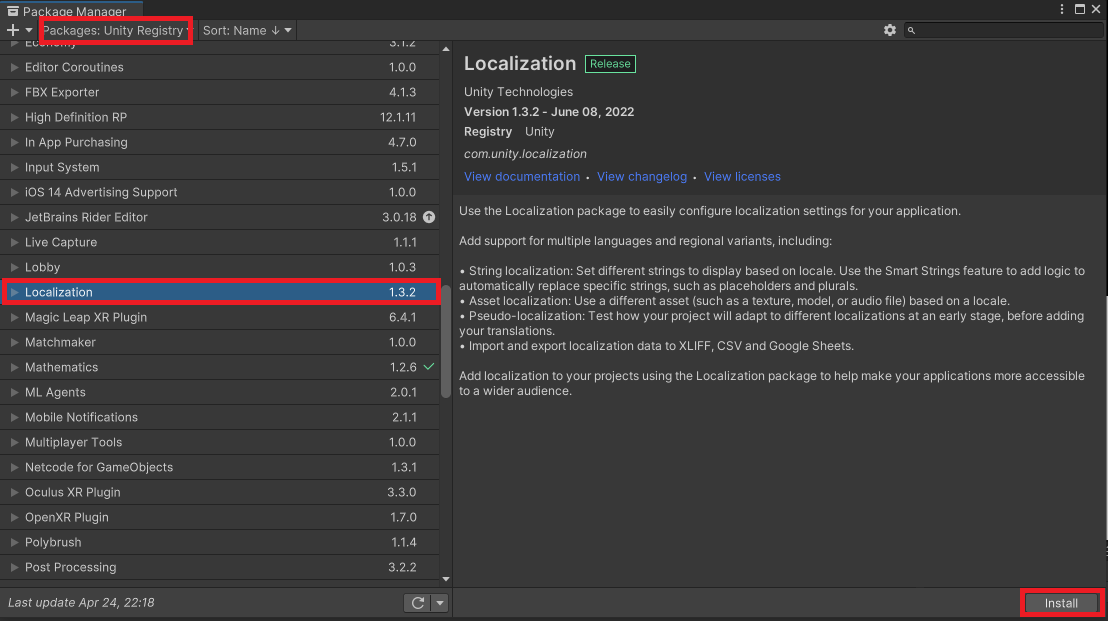 Package Manager
Packages: Unity Registry
Sort: Name ↓
Economy 3.1.2
Editor Coroutines 1.0.0
FBX Exporter 4.1.3
High Definition RP 12.1.11
In App Purchasing 4.7.0
Input System 1.5.1
iOS 14 Advertising Support 1.0.0
JetBrains Rider Editor 3.0.18
Live Capture 1.1.1
Lobby 1.0.3
Localization 1.3.2
Magic Leap XR Plugin 6.4.1
Matchmaker 1.0.0
Mathematics 1.2.6
ML Agents 2.0.1
Mobile Notifications 2.1.1
Multiplayer Tools 1.0.0
Netcode for GameObjects 1.3.1
Oculus XR Plugin 3.3.0
OpenXR Plugin 1.7.0
Polybrush 1.1.4
Post Processing 3.2.2
Last update Apr 24, 22:18
Localization Release
Unity Technologies
Version 1.3.2 - June 08, 2022
Registry Unity
com.unity.localization
View documentation • View changelog • View licenses
Use the Localization package to easily configure localization settings for your application.
Add support for multiple languages and regional variants, including:
• String localization: Set different strings to display based on locale. Use the Smart Strings feature to add logic to
automatically replace specific strings, such as placeholders and plurals.
• Asset localization: Use a different asset (such as a texture, model, or audio file) based on a locale.
• Pseudo-localization: Test how your project will adapt to different localizations at an early stage, before adding
your translations.
• Import and export localization data to XLIFF, CSV and Google Sheets.
Add localization to your projects using the Localization package to help make your applications more accessible
to a wider audience.
Install